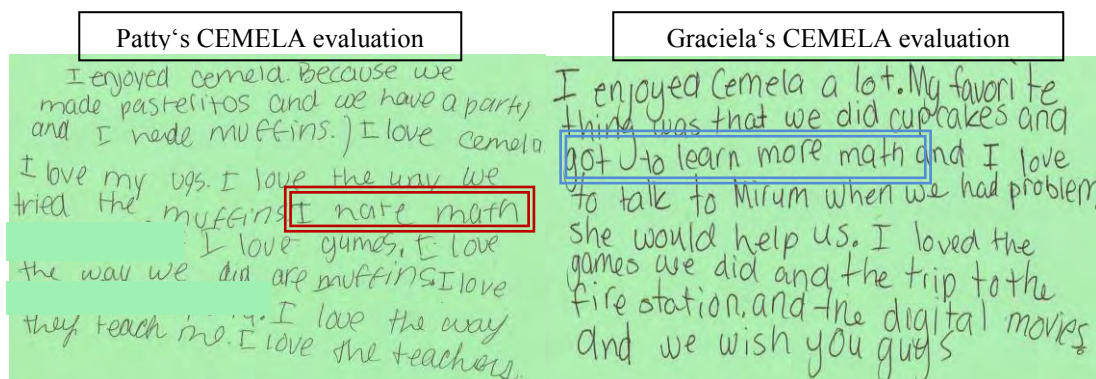 Patty‘s CEMELA evaluation
I enjoyed cemela. Because we
made pastelitos and we have a party
and I made muffins.) I love cemela
I love my ugs. I love the way we
tried the muffins. I hate math
I love games. I love
the way we did are muffins. I love
they teach me. I love the way
I love the teachers.
Graciela‘s CEMELA evaluation
I enjoyed Cemela a lot. My favorite
thing was that we did cupcakes and
got to learn more math and I love
to talk to Mirum when we had problem
she would help us. I loved the
games we did and the trip to the
fire station, and the digital movies
and we wish you guys